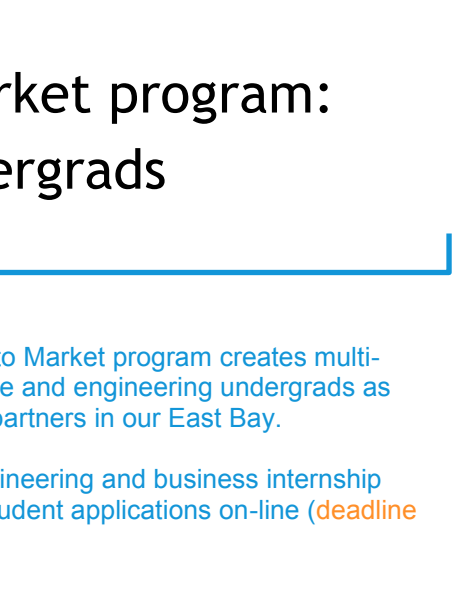 rket program:
ergrads
to Market program creates multi-
e and engineering undergrads as
partners in our East Bay.
ineering and business internship
udent applications on-line (deadline